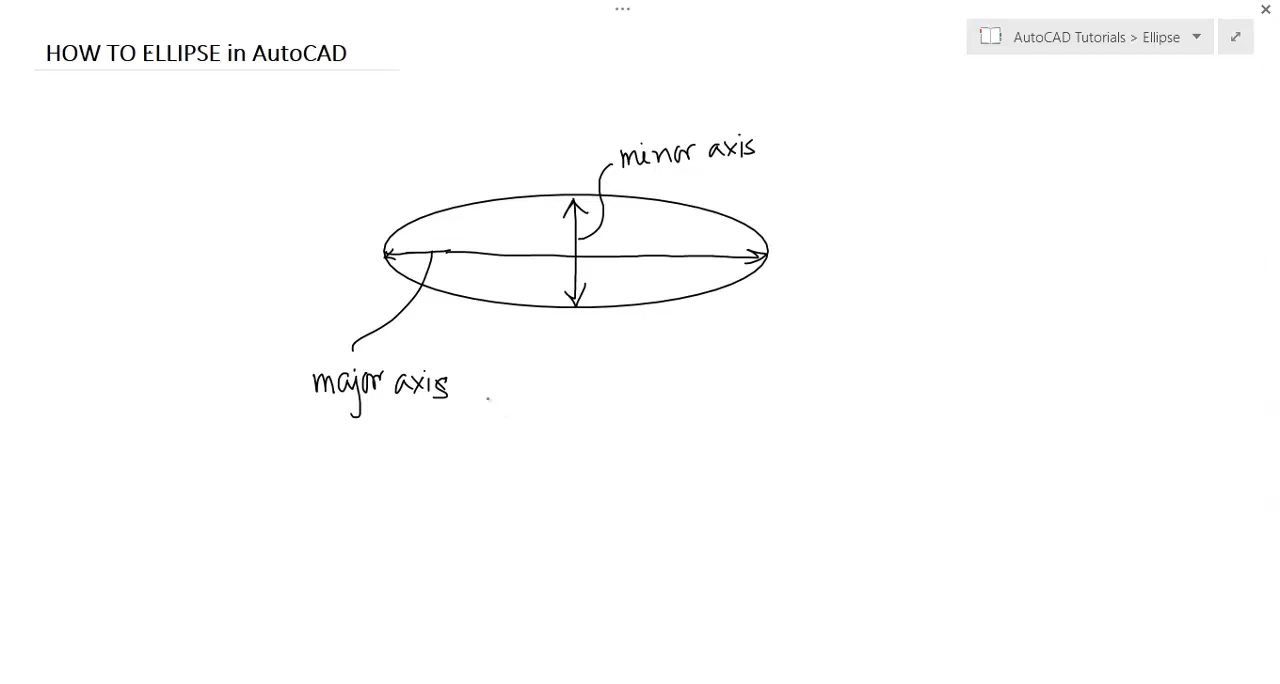 HOW TO ELLIPSE in AutoCAD
AutoCAD Tutorials > Ellipse
minor axis
major axis